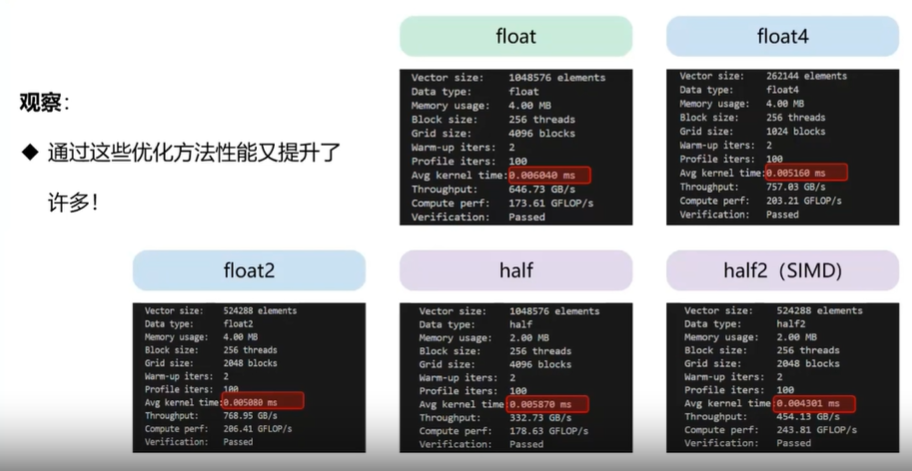 float
float4
观察：
◆ 通过这些优化方法性能又提升了
许多！
Vector size: 1048576 elements
Data type: float
Memory usage: 4.00 MB
Block size: 256 threads
Grid size: 4096 blocks
Warm-up iters: 2
Profile iters: 100
Avg kernel time:0.006040 ms
Throughput: 646.73 GB/s
Compute perf: 173.61 GFLOP/s
Verification: Passed
Vector size: 262144 elements
Data type: float4
Memory usage: 4.00 MB
Block size: 256 threads
Grid size: 1024 blocks
Warm-up iters: 2
Profile iters: 100
Avg kernel time:0.005160 ms
Throughput: 757.03 GB/s
Compute perf: 203.21 GFLOP/s
Verification: Passed
float2
half
half2（SIMD)
Vector size: 524288 elements
Data type: float2
Memory usage: 4.00 MB
Block size: 256 threads
Grid size: 2048 blocks
Warm-up iters: 2
Profile iters: 100
Avg kernel time:0.005080 ms
Throughput: 768.95 GB/s
Compute perf: 206.41 GFLOP/s
Verification: Passed
Vector size: 1048576 elements
Data type: half
Memory usage: 2.00 MB
Block size: 256 threads
Grid size: 4096 blocks
Warm-up iters: 2
Profile iters: 100
Avg kernel time:0.005870 ms
Throughput: 332.73 GB/s
Compute perf: 178.63 GFLOP/s
Verification: Passed
Vector size: 524288 elements
Data type: half2
Memory usage: 2.00 MB
Block size: 256 threads
Grid size: 2048 blocks
Warm-up iters: 2
Profile iters: 100
Avg kernel time:0.004301 ms
Throughput: 454.13 GB/s
Compute perf: 243.81 GFLOP/s
Verification: Passed